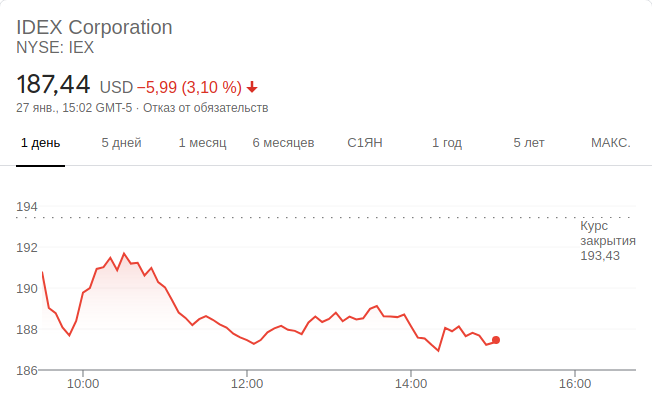 IDEX Corporation
NYSE: IEX
187,44 USD −5,99 (3,10 %)
27 янв., 15:02 GMT-5 · Отказ от обязательств
1 день 5 дней 1 месяц 6 месяцев С1ЯН 1 год 5 лет МАКС.
194
Курс
закрытия
193,43
192
190
188
186
10:00 12:00 14:00 16:00